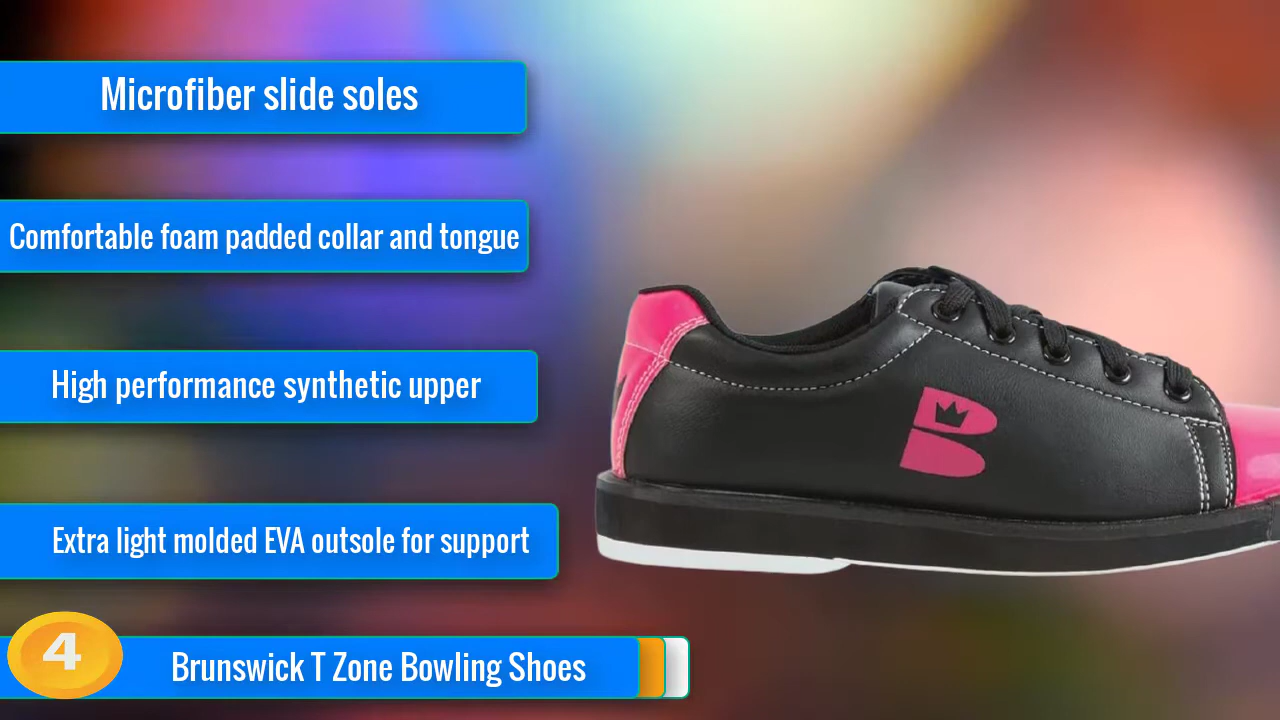 Microfiber slide soles
Comfortable foam padded collar and tongue
High performance synthetic upper
B
Extra light molded EVA outsole for support
4
Brunswick T Zone Bowling Shoes